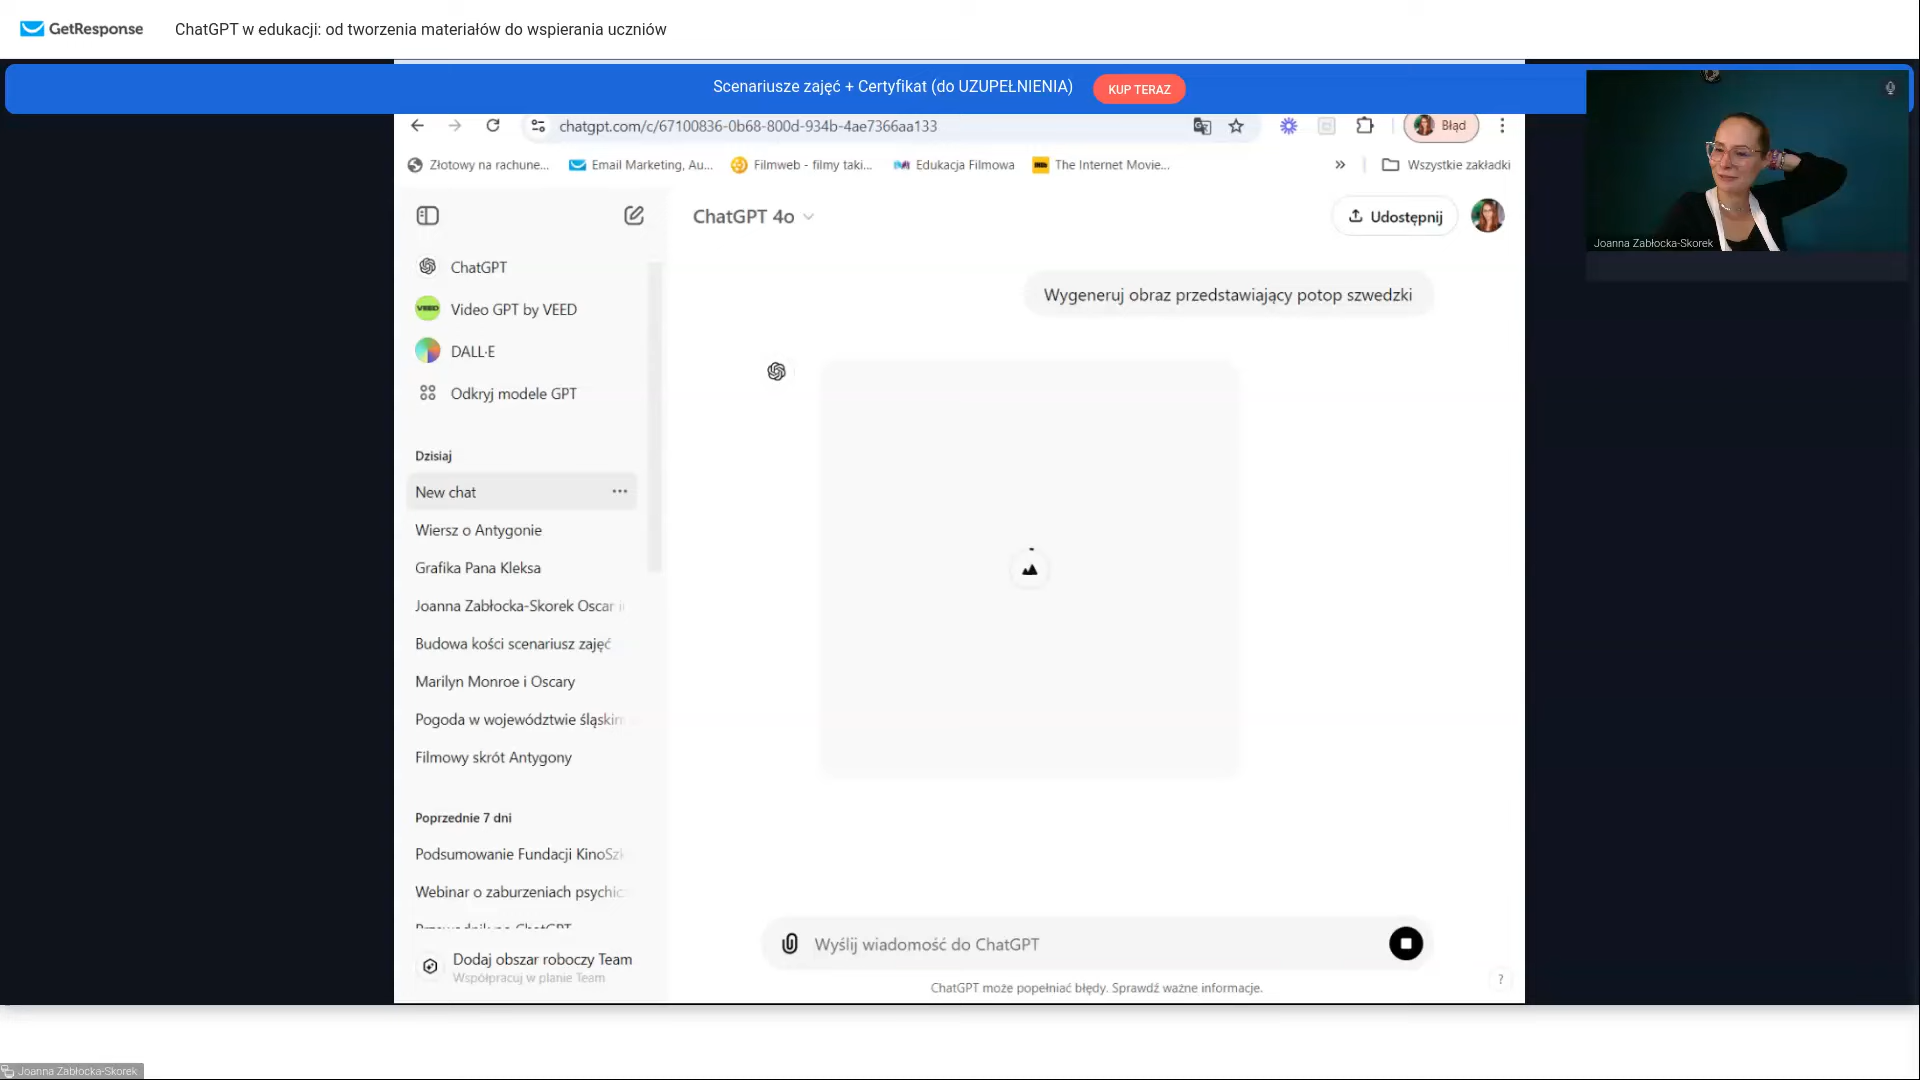 GetResponse
ChatGPT w edukacji: od tworzenia materiałów do wspierania uczniów
Scenariusze zajęć + Certyfikat (do UZUPEŁNIENIA)
KUP TERAZ
chatgpt.com/c/67100836-0b68-800d-934b-4ae7366aa133
Błąd
Złotowy na rachune...
Email Marketing, Au...
Filmweb - filmy taki...
Edukacja Filmowa
The Internet Movie...
Wszystkie zakładki
Joanna Zabłocka-Skorek
ChatGPT 4o
Udostępnij
ChatGPT
VEED
Video GPT by VEED
DALL·E
Odkryj modele GPT
Dzisiaj
New chat
Wiersz o Antygonie
Grafika Pana Kleksa
Joanna Zabłocka-Skorek Oscar
Budowa kości scenariusz zajęć
Marilyn Monroe i Oscary
Pogoda w województwie śląskim
Filmowy skrót Antygony
Poprzednie 7 dni
Podsumowanie Fundacji KinoSzk
Webinar o zaburzeniach psychicz
Dodaj obszar roboczy Team
Współpracuj w planie Team
Wygeneruj obraz przedstawiający potop szwedzki
Wyślij wiadomość do ChatGPT
ChatGPT może popełniać błędy. Sprawdź ważne informacje.
?
Joanna Zabłocka-Skorek